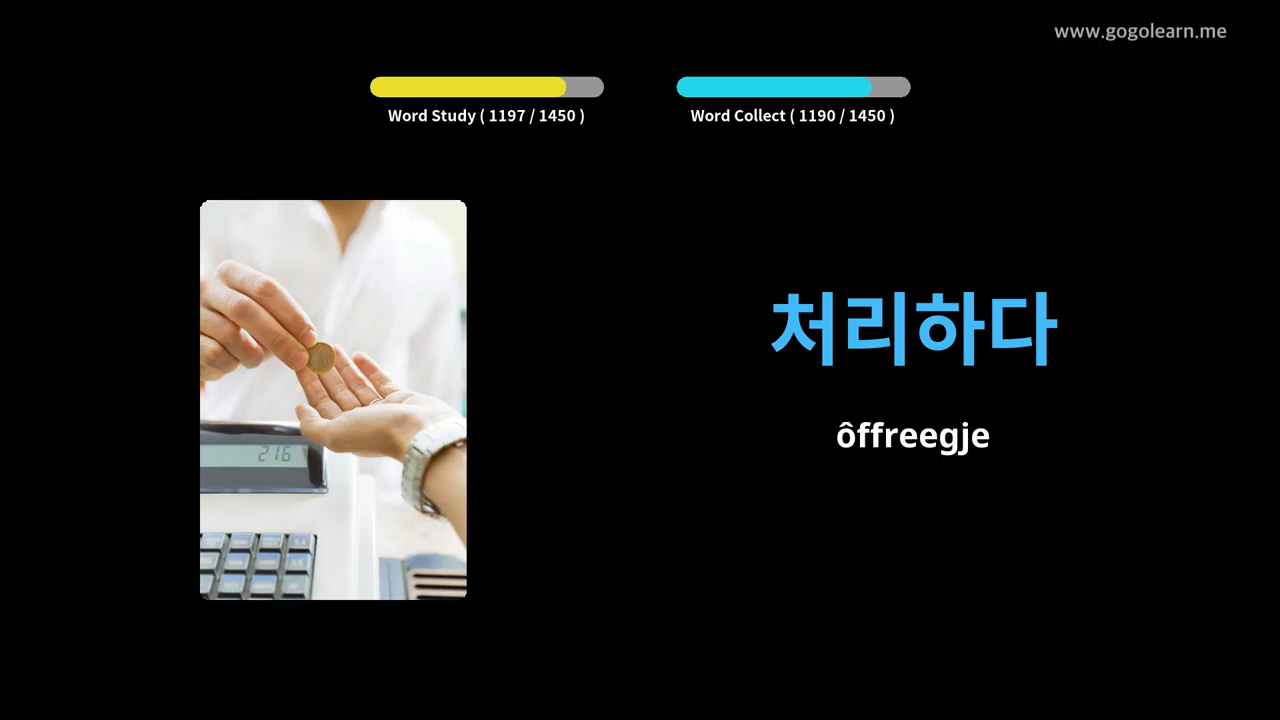 www.gogolearn.me
Word Study ( 1197 / 1450 )
Word Collect ( 1190 / 1450 )
처리하다
ôffreegje
216